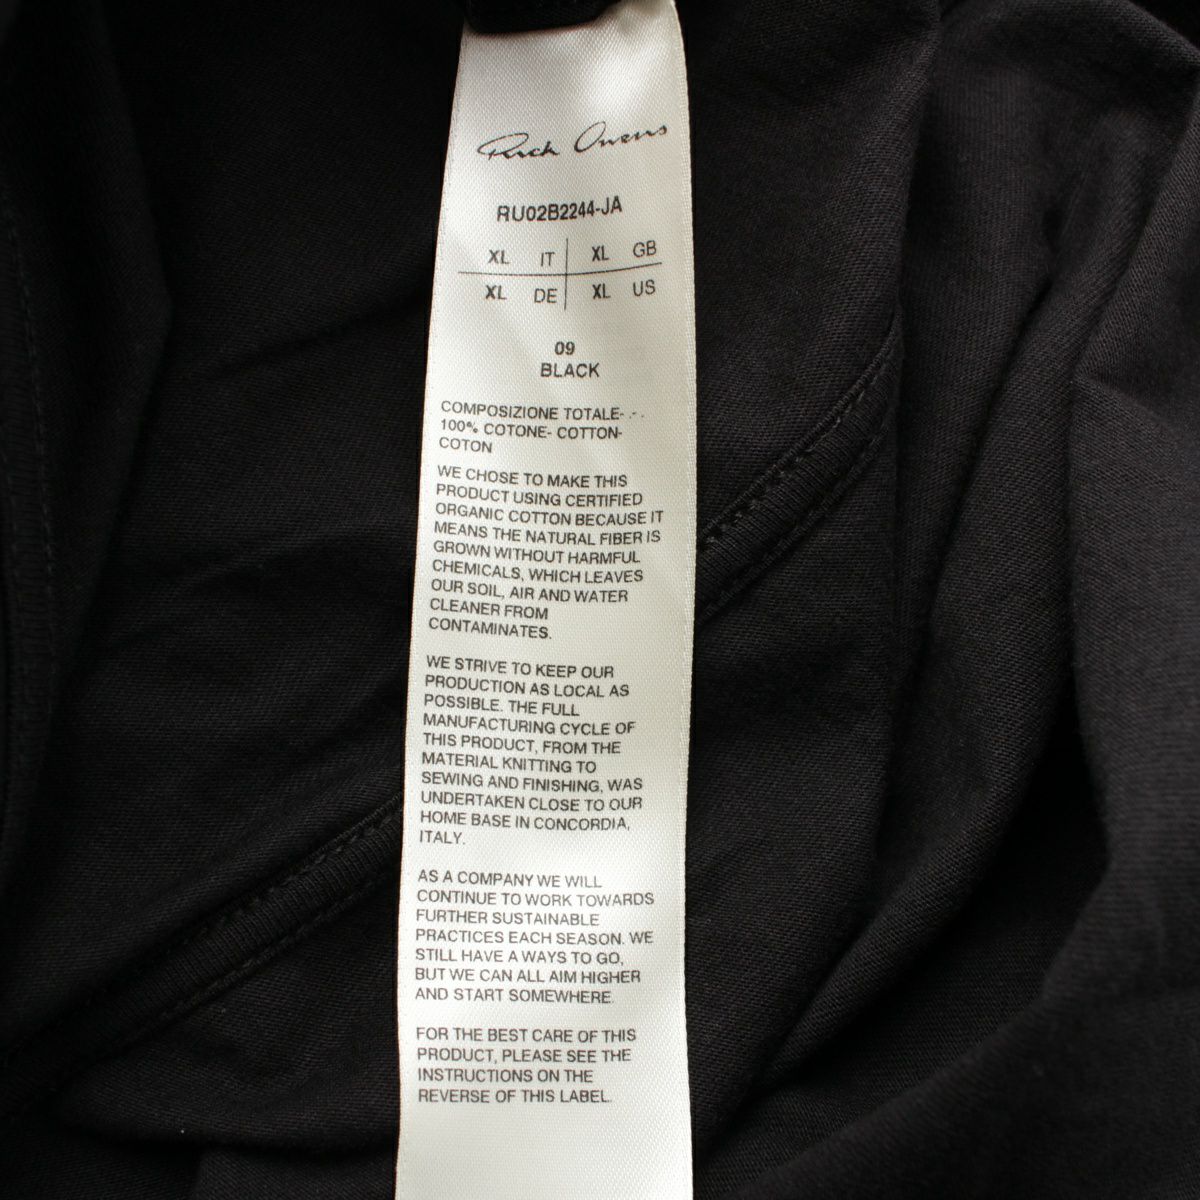 Rick Owens
RU02B2244-JA
XL IT XL GB
XL DE XL US
09
BLACK
COMPOSIZIONE TOTALE-
100% COTONE- COTTON-
COTON
WE CHOSE TO MAKE THIS
PRODUCT USING CERTIFIED
ORGANIC COTTON BECAUSE IT
MEANS THE NATURAL FIBER IS
GROWN WITHOUT HARMFUL
CHEMICALS, WHICH LEAVES
OUR SOIL, AIR AND WATER
CLEANER FROM
CONTAMINATES.
WE STRIVE TO KEEP OUR
PRODUCTION AS LOCAL AS
POSSIBLE. THE FULL
MANUFACTURING CYCLE OF
THIS PRODUCT, FROM THE
MATERIAL KNITTING TO
SEWING AND FINISHING, WAS
UNDERTAKEN CLOSE TO OUR
HOME BASE IN CONCORDIA,
ITALY.
AS A COMPANY WE WILL
CONTINUE TO WORK TOWARDS
FURTHER SUSTAINABLE
PRACTICES EACH SEASON. WE
STILL HAVE A WAYS TO GO,
BUT WE CAN ALL AIM HIGHER
AND START SOMEWHERE.
FOR THE BEST CARE OF THIS
PRODUCT, PLEASE SEE THE
INSTRUCTIONS ON THE
REVERSE OF THIS LABEL.